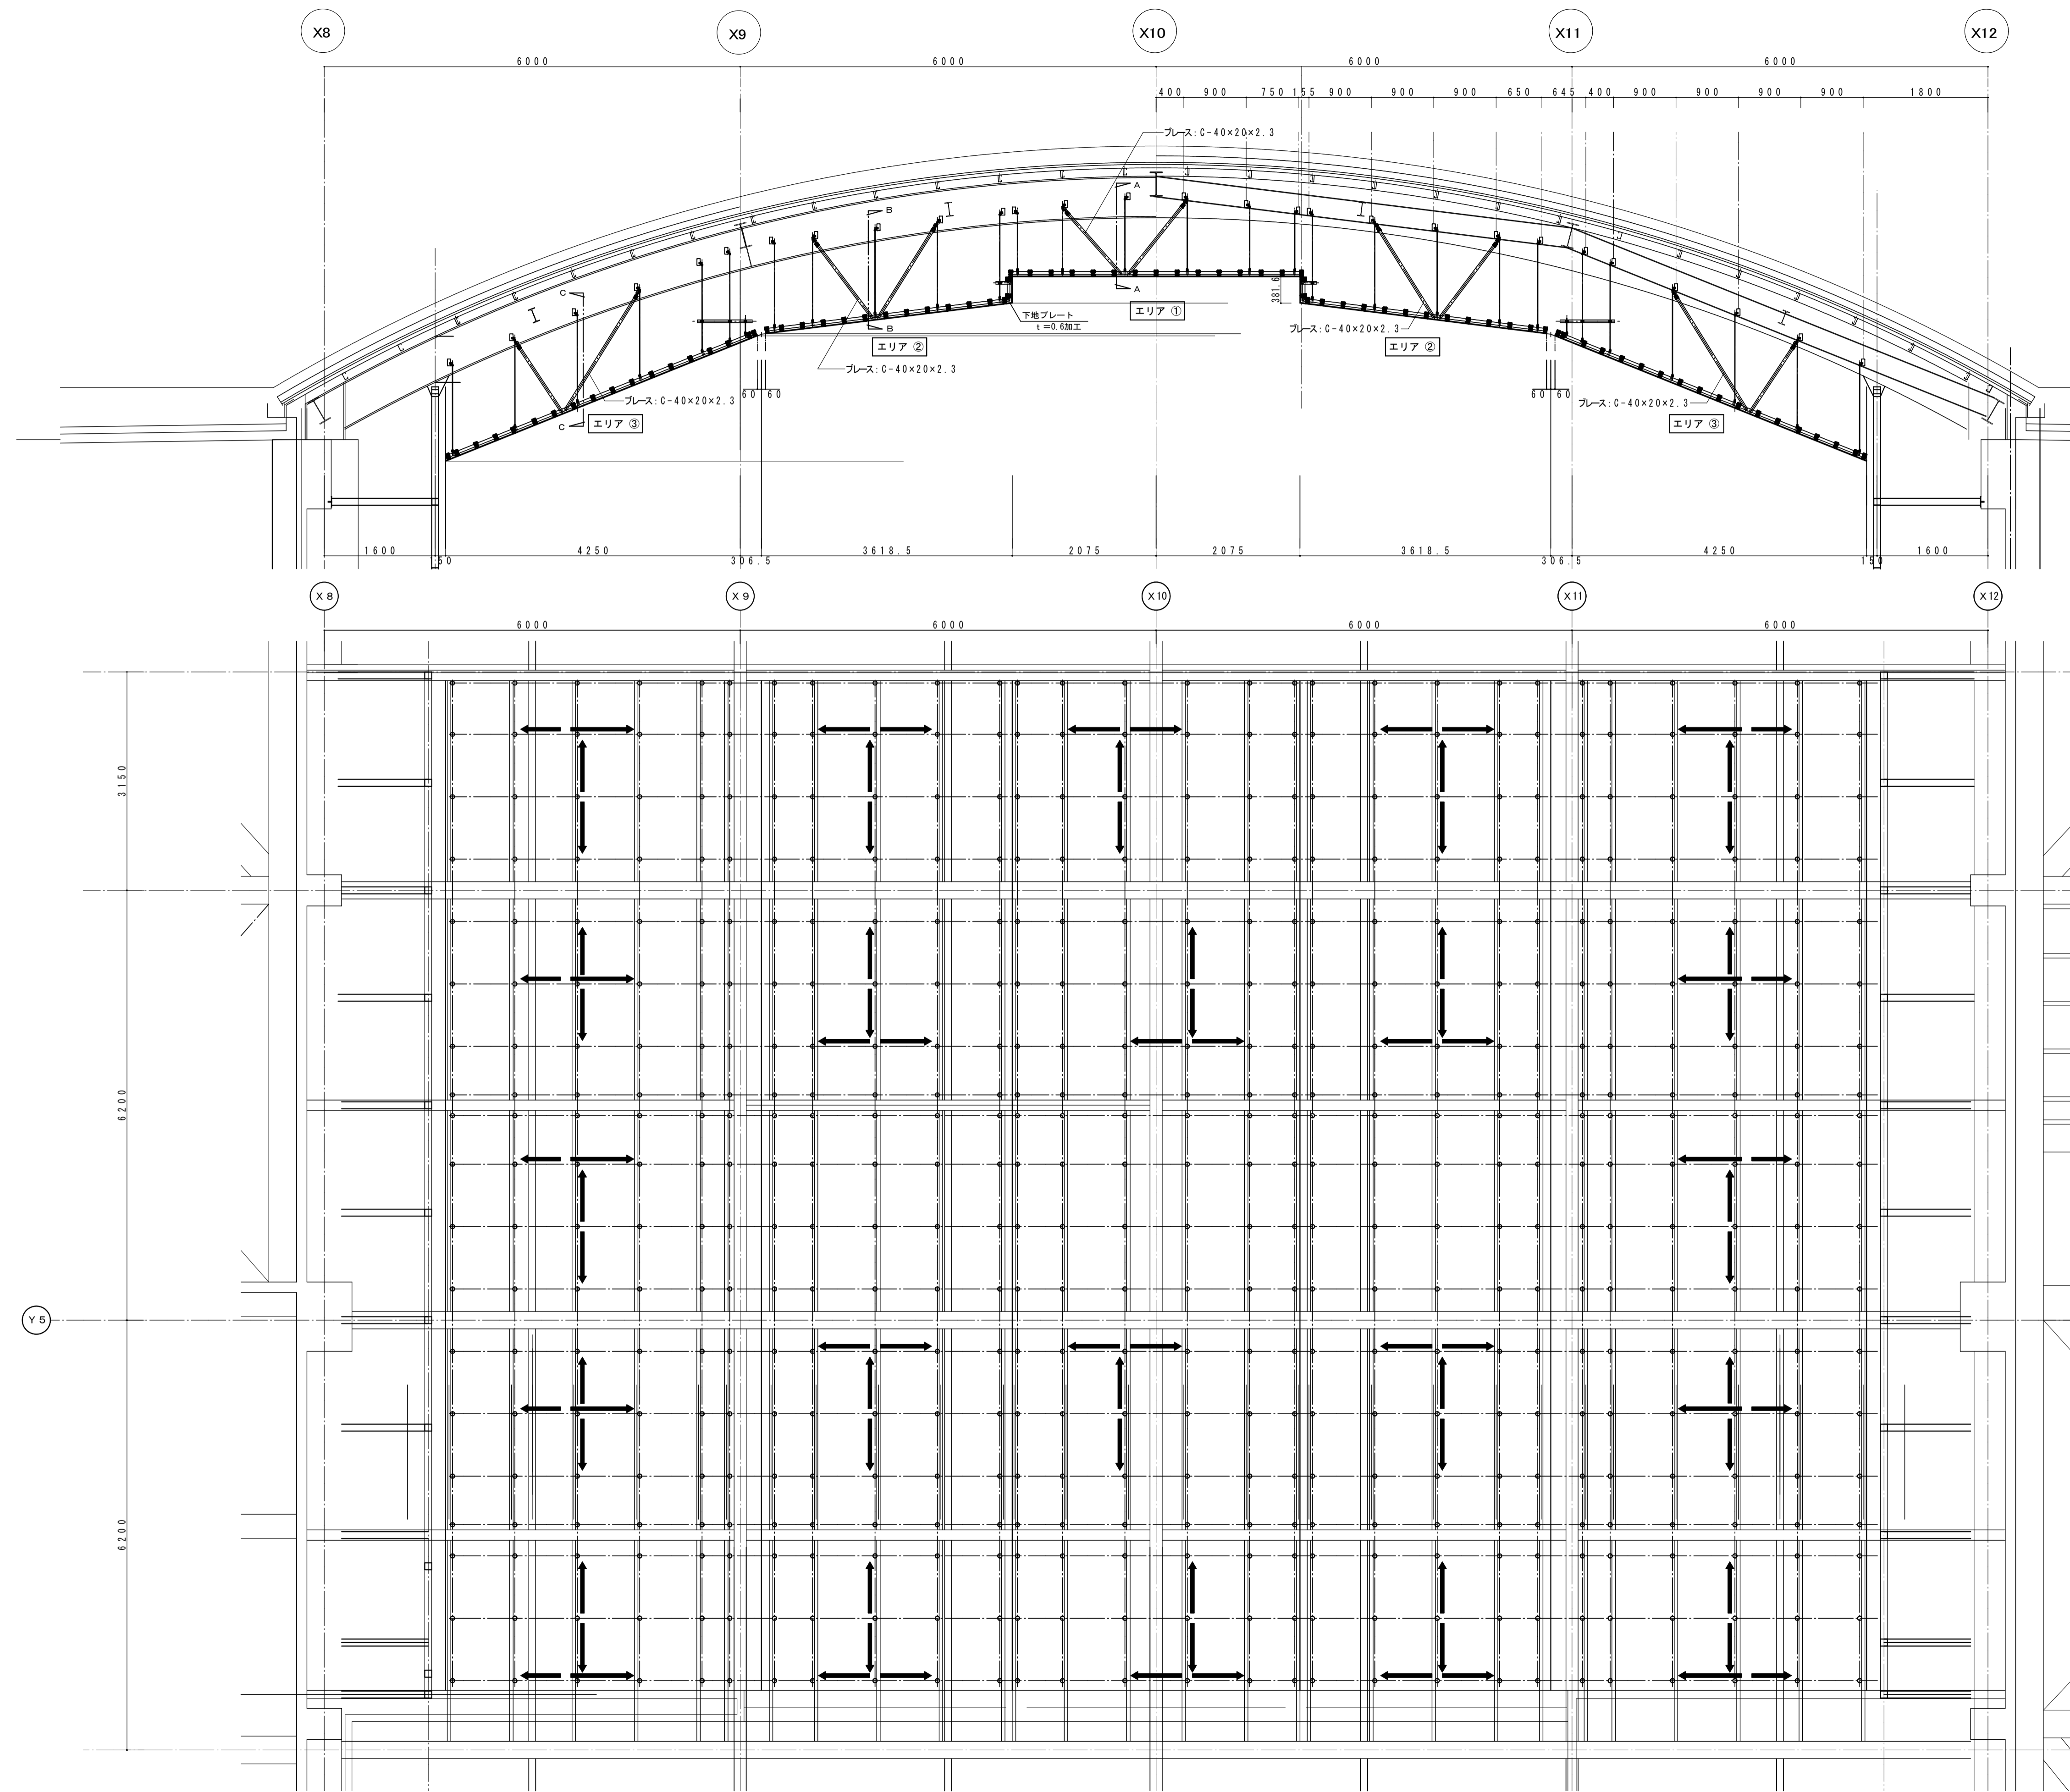 X8 X9 X10 X11 X12
6000 6000 6000 6000
400 900 750 155 900 900 900 650 645 400 900 900 900 900 1800
ブレース:C-40×20×2.3
A
B
C
A
B
C
381.6
下地プレート
t=0.6加工
エリア ①
エリア ②
エリア ②
ブレース:C-40×20×2.3
ブレース:C-40×20×2.3
ブレース:C-40×20×2.3
ブレース:C-40×20×2.3
60 60
60 60
エリア ③
エリア ③
1600 150 4250 306.5 3618.5 2075 2075 3618.5 306.5 4250 150 1600
X8 X9 X10 X11 X12
6000 6000 6000 6000
3150
6200
Y5
6200